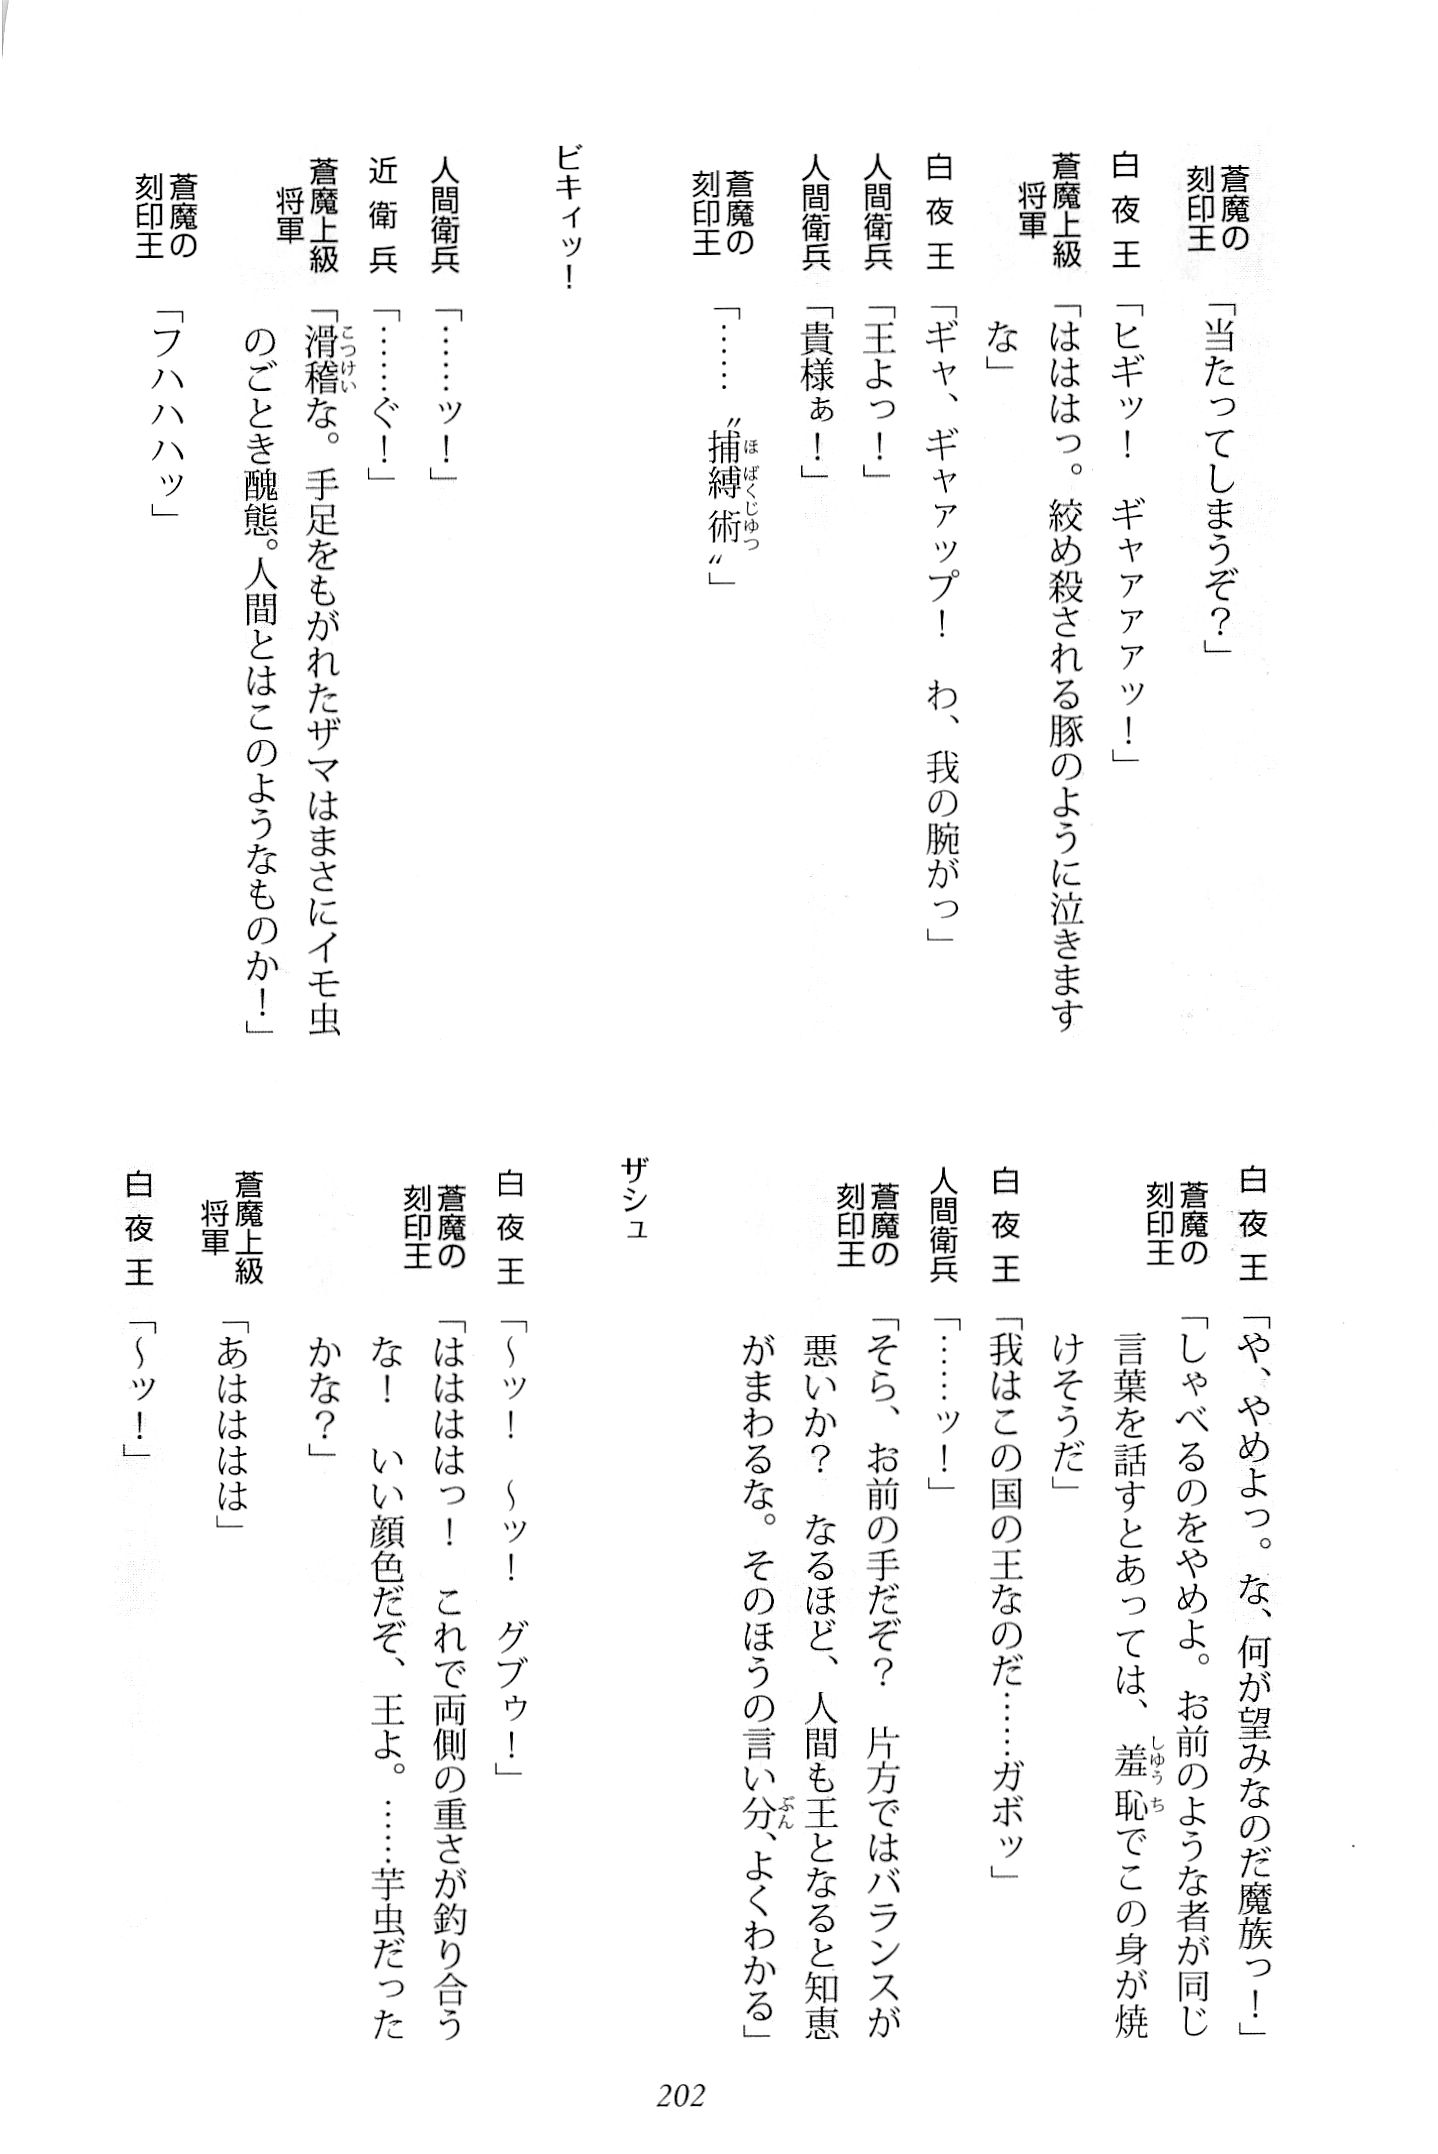 蒼魔の刻印王「当たってしまうぞ？」
白夜王「ヒギッ！　ギャァァァッ！」
蒼魔上級将軍「はははっ。絞め殺される豚のように泣きます
な」
白夜王「ギャ、ギャァップ！　わ、我の腕がっ」
人間衛兵「王よっ！」
人間衛兵「貴様ぁ！」
蒼魔の刻印王「……〝捕縛術〟」
ビキィッ！
人間衛兵「……ッ！」
近衛兵「……ぐ！」
蒼魔上級将軍「滑稽な。手足をもがれたザマはまさにイモ虫
のごとき醜態。人間とはこのようなものか！」
蒼魔の刻印王「フハハハッ」
白夜王「や、やめよっ。な、何が望みなのだ魔族っ！」
蒼魔の刻印王「しゃべるのをやめよ。お前のような者が同じ
言葉を話すとあっては、羞恥でこの身が焼
けそうだ」
白夜王「我はこの国の王なのだ……ガボッ」
人間衛兵「……ッ！」
蒼魔の刻印王「そら、お前の手だぞ？　片方ではバランスが
悪いか？　なるほど、人間も王となると知恵
がまわるな。そのほうの言い分、よくわかる」
ザシュ
白夜王「〜ッ！　〜ッ！　グブゥ！」
蒼魔の刻印王「はははっ！　これで両側の重さが釣り合う
な！　いい顔色だぞ、王よ。……芋虫だった
かな？」
蒼魔上級将軍「あはははは」
白夜王「〜ッ！」
202